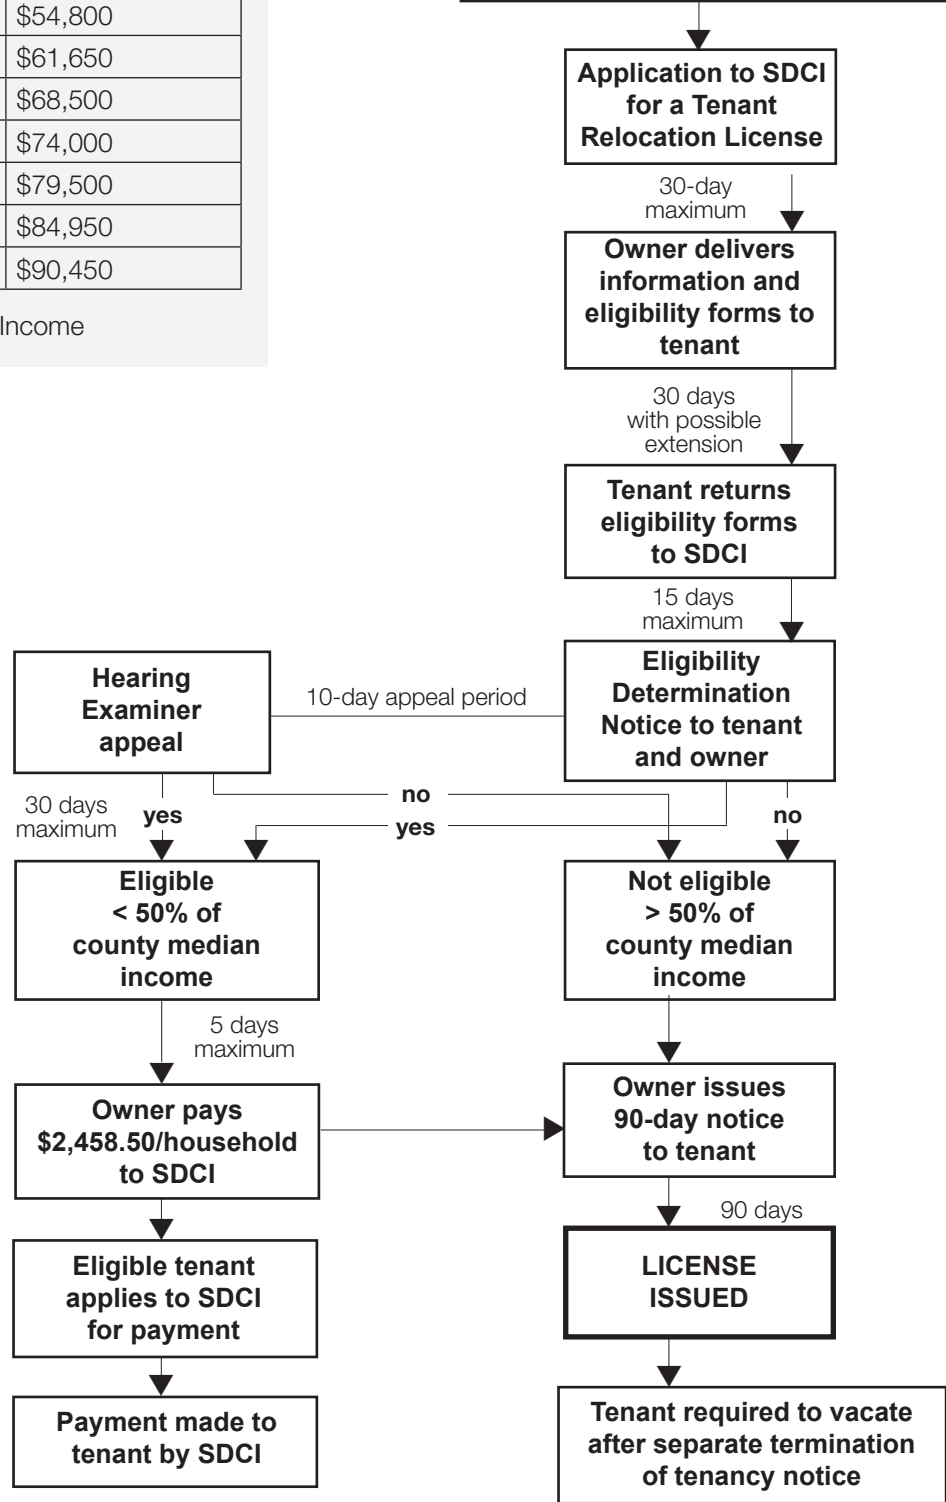 $54,800
$61,650
$68,500
$74,000
$79,500
$84,950
$90,450
Income
Application to SDCI
for a Tenant
Relocation License
30-day
maximum
Owner delivers
information and
eligibility forms to
tenant
30 days
with possible
extension
Tenant returns
eligibility forms
to SDCI
15 days
maximum
Eligibility
Determination
Notice to tenant
and owner
10-day appeal period
Hearing
Examiner
appeal
30 days
maximum
yes
no
yes
no
Eligible
< 50% of
county median
income
Not eligible
> 50% of
county median
income
5 days
maximum
Owner pays
$2,458.50/household
to SDCI
Owner issues
90-day notice
to tenant
90 days
Eligible tenant
applies to SDCI
for payment
LICENSE
ISSUED
Payment made to
tenant by SDCI
Tenant required to vacate
after separate termination
of tenancy notice